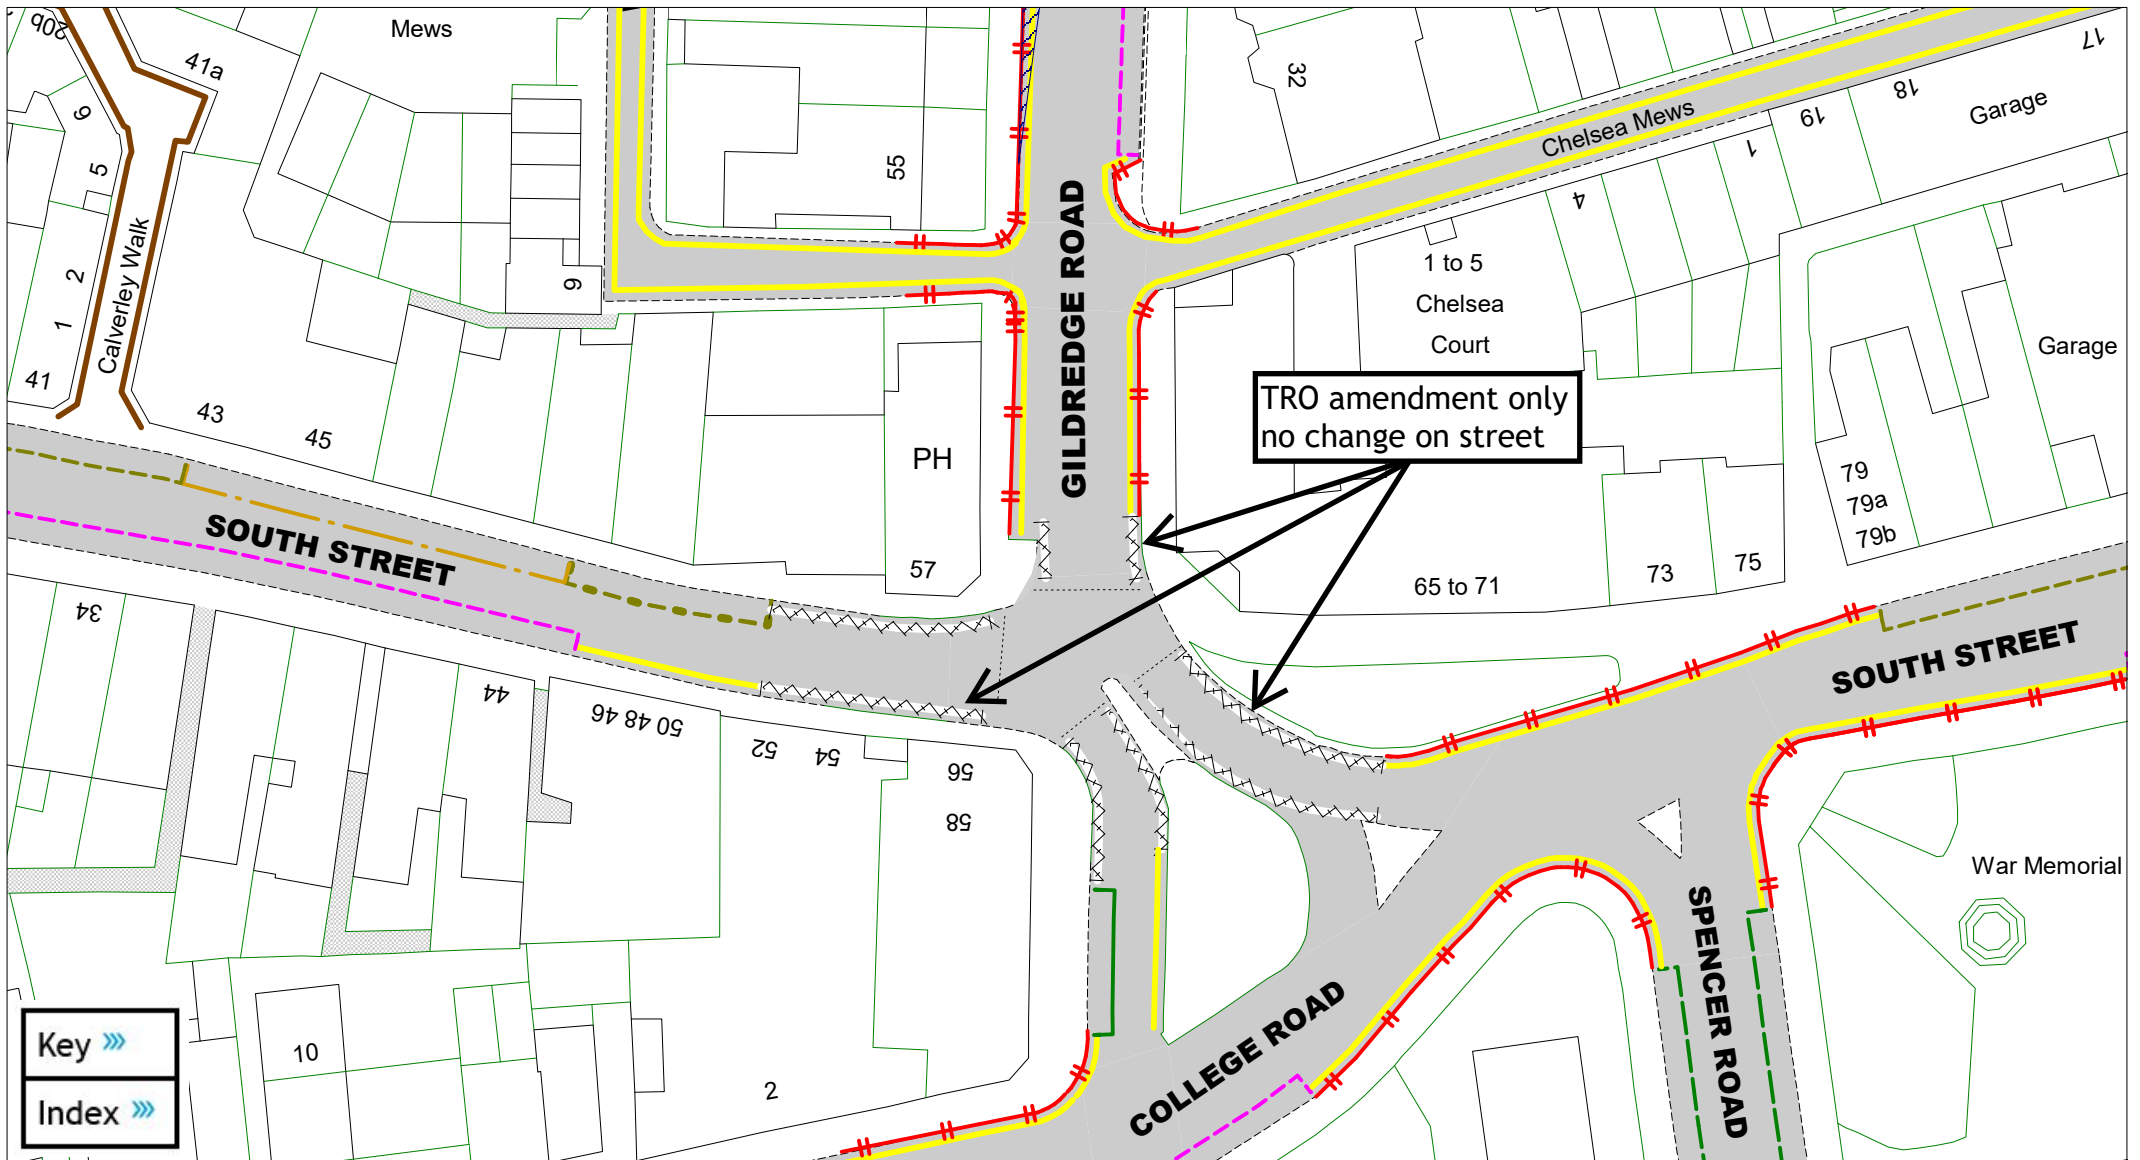 20b
Mews
41a
6
5
2
1
41
Calverley Walk
43
45
9
55
32
17
18
19
Garage
Chelsea Mews
1
4
GILDREDGE ROAD
1 to 5
Chelsea
Court
Garage
TRO amendment only
no change on street
PH
57
SOUTH STREET
65 to 71
73
75
79
79a
79b
34
44
50 48 46
52
54
56
58
SOUTH STREET
War Memorial
SPENCER ROAD
COLLEGE ROAD
10
2
Key »»
Index »»